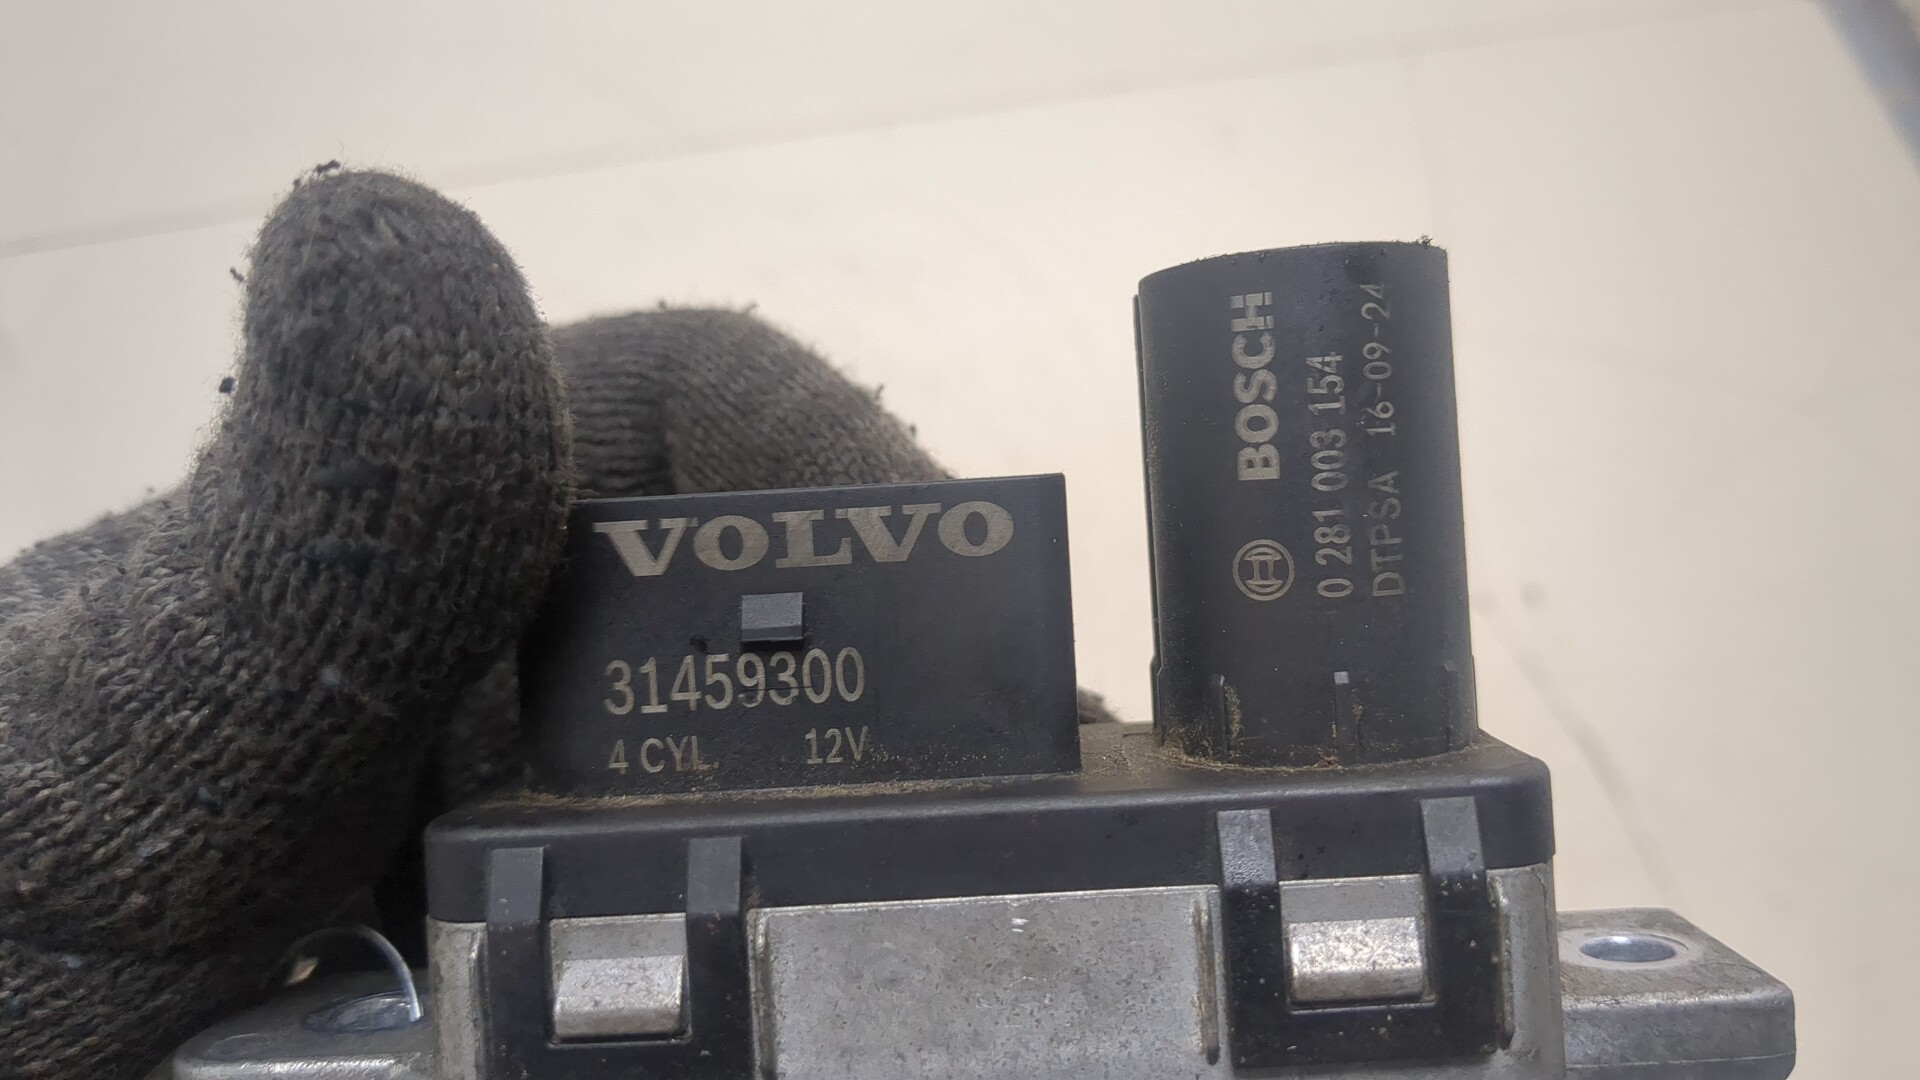 VOLVO
31459300
4 CYL. 12V
BOSCH
0 281 003 154
DTPSA 16-09-24